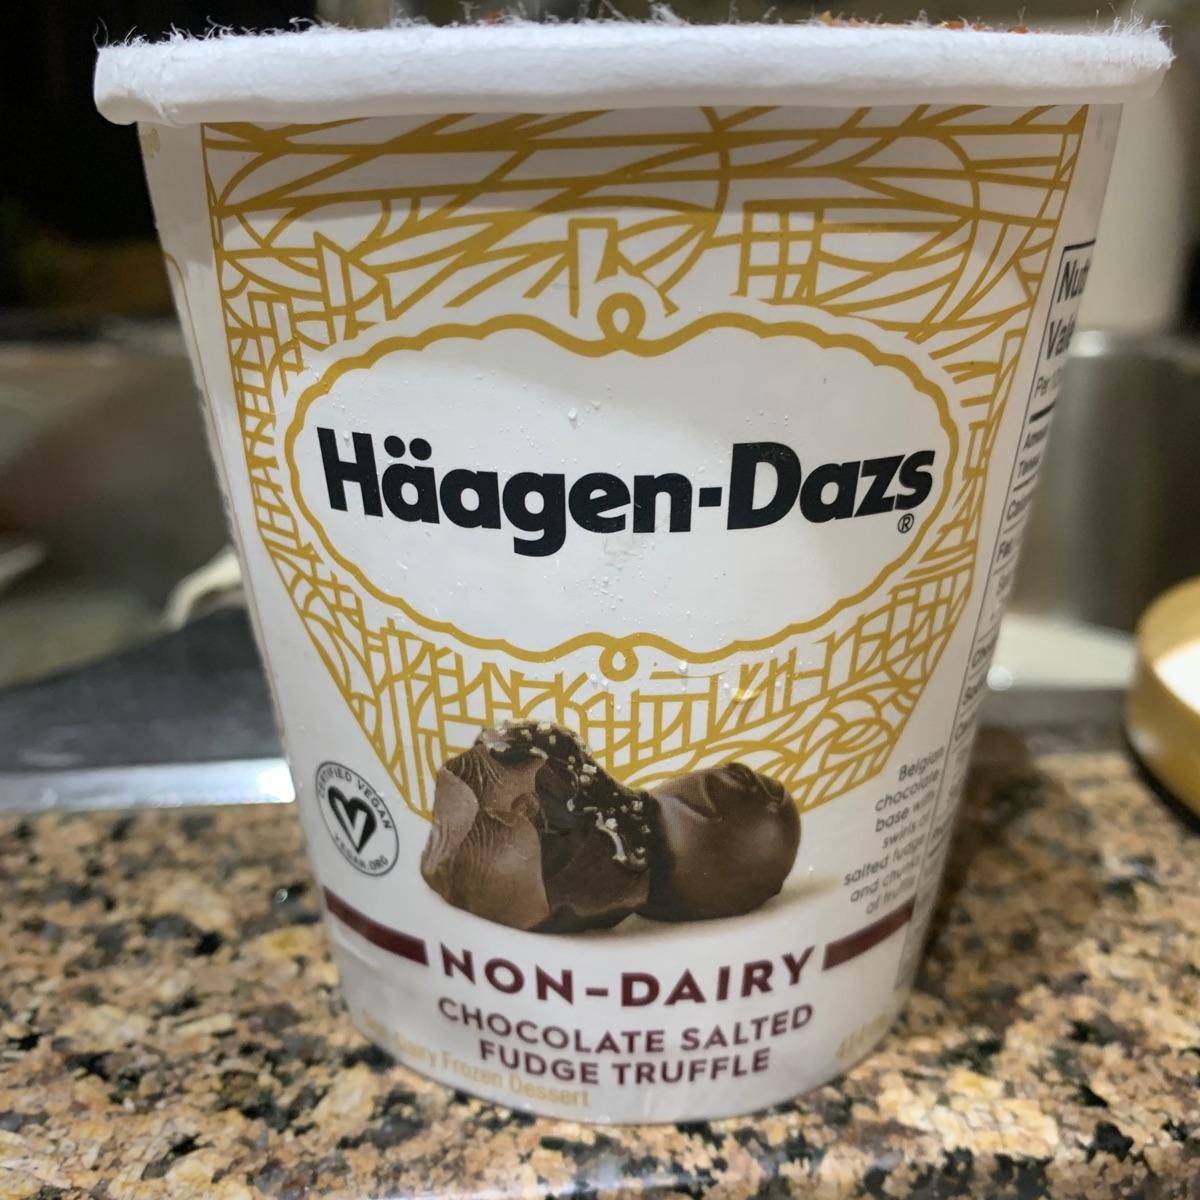 Häagen-Dazs
®
CERTIFIED VEGAN
VEGAN.ORG
Belgian
chocolate
base with
swirls of
salted fudge
and chunks
of truffle
NON-DAIRY
CHOCOLATE SALTED
FUDGE TRUFFLE
Frozen Dessert
Per